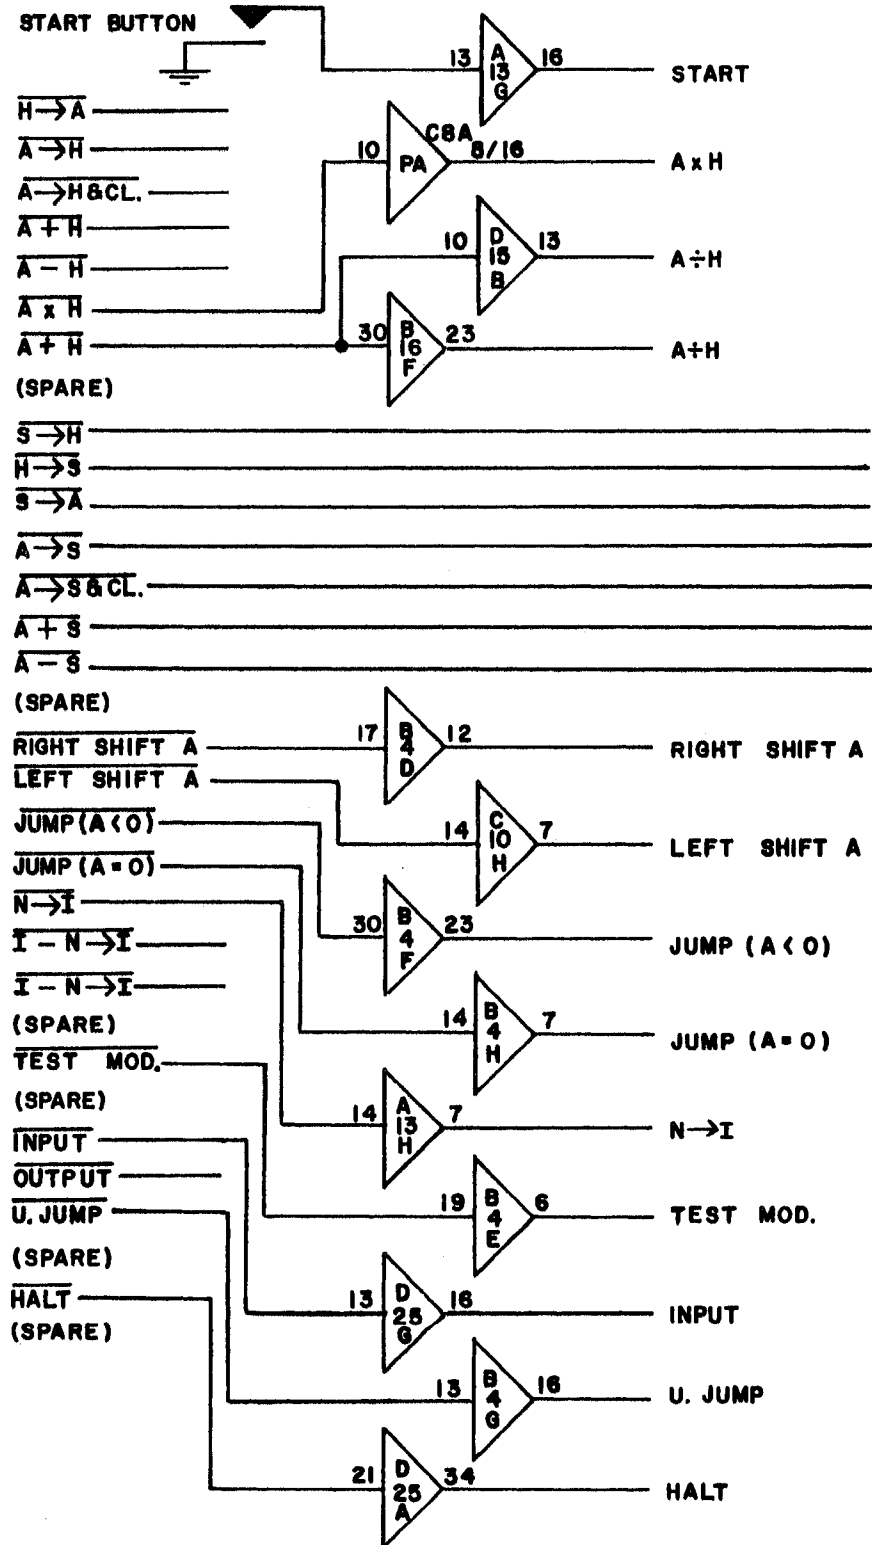 START BUTTON
13 A 13 G 16 START
H→A
A→H
10 PA C8A 8/16 A x H
A→H&CL.
A + H
10 D 15 B 13 A÷H
A - H
A x H
A + H
30 B 16 F 23 A÷H
(SPARE)
S→H
H→S
S→A
A→S
A→S&CL.
A + S
A - S
(SPARE)
RIGHT SHIFT A 17 B 4 D 12 RIGHT SHIFT A
LEFT SHIFT A
JUMP (A < 0)
14 C 10 H 7 LEFT SHIFT A
JUMP (A = 0)
N→I
30 B 4 F 23 JUMP (A < 0)
I - N→I
I - N→I
(SPARE)
14 B 4 H 7 JUMP (A = 0)
TEST MOD.
(SPARE)
14 A 13 H 7 N→I
INPUT
OUTPUT
U. JUMP
19 B 4 E 6 TEST MOD.
(SPARE)
HALT
13 D 25 G 16 INPUT
(SPARE)
13 B 4 G 16 U. JUMP
21 D 25 A 34 HALT